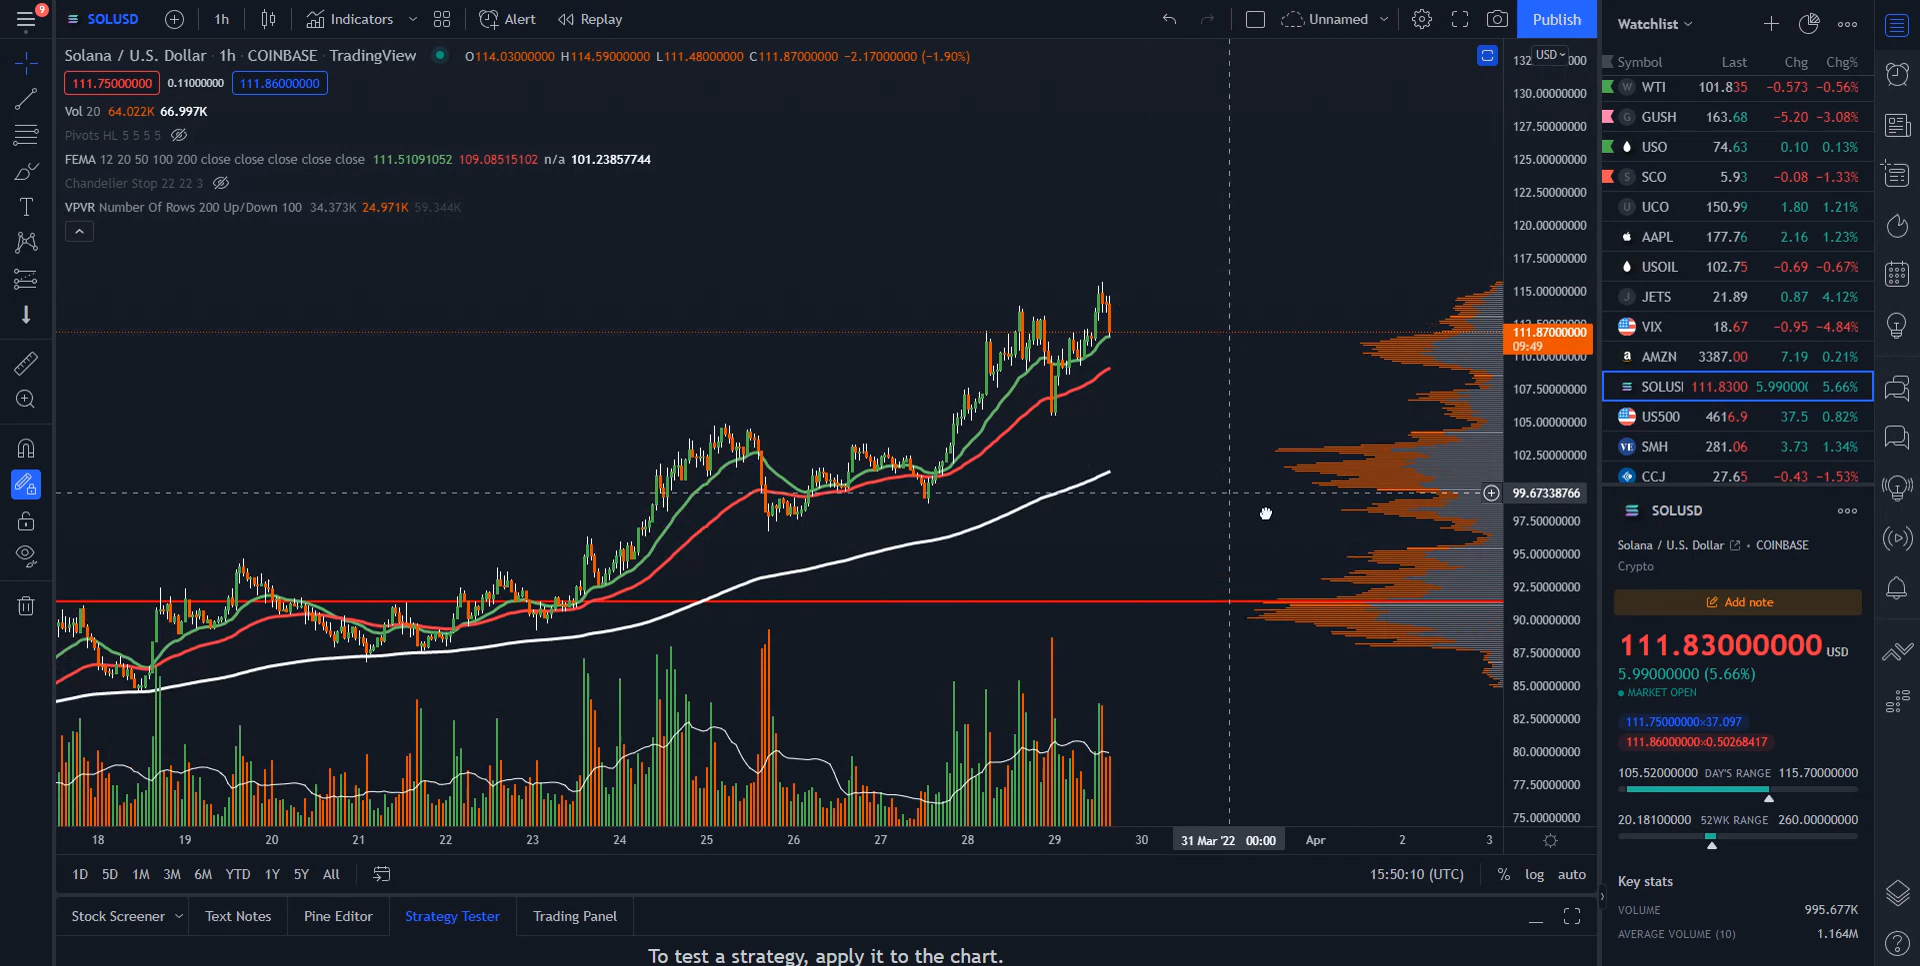 9
SOLUSD
1h
Indicators
Alert
Replay
Unnamed
Publish
Solana / U.S. Dollar · 1h · COINBASE · TradingView
O114.03000000 H114.59000000 L111.48000000 C111.87000000 −2.17000000 (−1.90%)
111.75000000 0.11000000 111.86000000
Vol 20 64.022K 66.997K
Pivots HL 5 5 5 5
FEMA 12 20 50 100 200 close close close close close 111.51091052 109.08515102 n/a 101.23857744
Chandelier Stop 22 22 3
VPVR Number Of Rows 200 Up/Down 100 34.373K 24.971K 59.344K
USD
130.00000000
127.50000000
125.00000000
122.50000000
120.00000000
117.50000000
115.00000000
111.87000000
09:49
110.00000000
107.50000000
105.00000000
102.50000000
99.67338766
97.50000000
95.00000000
92.50000000
90.00000000
87.50000000
85.00000000
82.50000000
80.00000000
77.50000000
75.00000000
18 19 20 21 22 23 24 25 26 27 28 29 30 31 Mar '22 00:00 Apr 2 3
1D 5D 1M 3M 6M YTD 1Y 5Y All
15:50:10 (UTC) % log auto
Stock Screener Text Notes Pine Editor Strategy Tester Trading Panel
To test a strategy, apply it to the chart.
Watchlist
Symbol Last Chg Chg%
W WTI 101.835 −0.573 −0.56%
G GUSH 163.68 −5.20 −3.08%
USO 74.63 0.10 0.13%
S SCO 5.93 −0.08 −1.33%
U UCO 150.99 1.80 1.21%
AAPL 177.76 2.16 1.23%
USOIL 102.75 −0.69 −0.67%
J JETS 21.89 0.87 4.12%
VIX 18.67 −0.95 −4.84%
a AMZN 3387.00 7.19 0.21%
SOLUSI 111.8300 5.99000( 5.66%
US500 4616.9 37.5 0.82%
VE SMH 281.06 3.73 1.34%
CCJ 27.65 −0.43 −1.53%
SOLUSD
Solana / U.S. Dollar • COINBASE
Crypto
Add note
111.83000000 USD
5.99000000 (5.66%)
MARKET OPEN
111.75000000×37.097
111.86000000×0.50268417
105.52000000 DAY'S RANGE 115.70000000
20.18100000 52WK RANGE 260.00000000
Key stats
VOLUME 995.677K
AVERAGE VOLUME (10) 1.164M